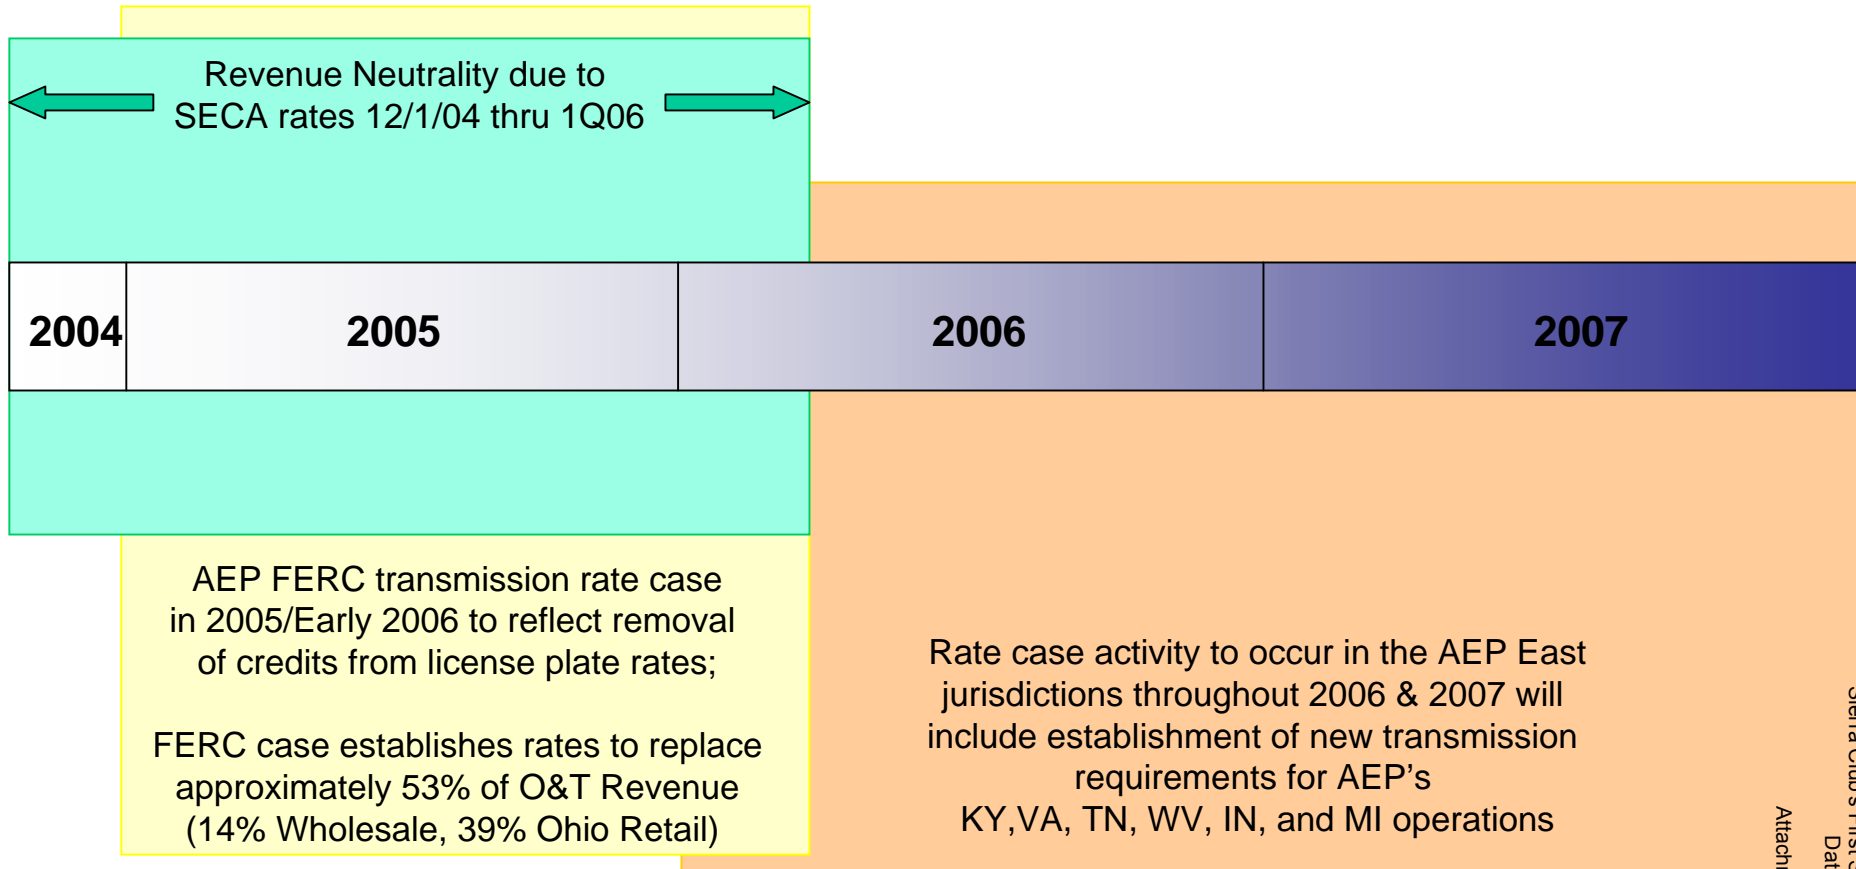 Revenue Neutrality due to
SECA rates 12/1/04 thru 1Q06
2004
2005
2006
2007
AEP FERC transmission rate case
in 2005/Early 2006 to reflect removal
of credits from license plate rates;
FERC case establishes rates to replace
approximately 53% of O&T Revenue
(14% Wholesale, 39% Ohio Retail)
Rate case activity to occur in the AEP East
jurisdictions throughout 2006 & 2007 will
include establishment of new transmission
requirements for AEP's
KY,VA, TN, WV, IN, and MI operations
Sierra Club's First